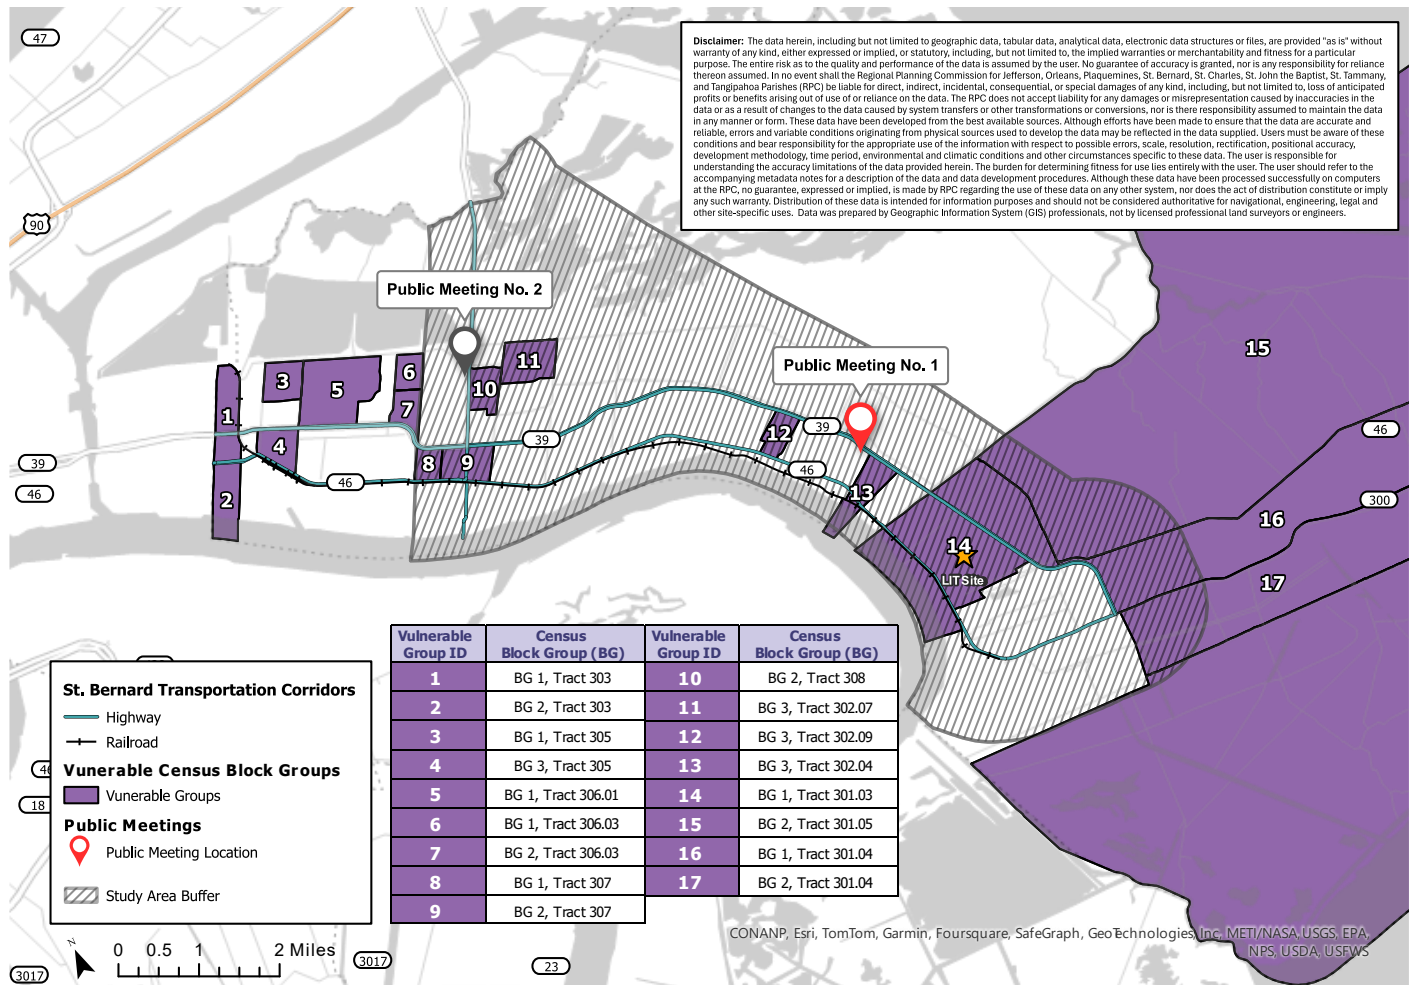 47
Disclaimer: The data herein, including but not limited to geographic data, tabular data, analytical data, electronic data structures or files, are provided "as is" without
warranty of any kind, either expressed or implied, or statutory, including, but not limited to, the implied warranties or merchantability and fitness for a particular
purpose. The entire risk as to the quality and performance of the data is assumed by the user. No guarantee of accuracy is granted, nor is any responsibility for reliance
thereon assumed. In no event shall the Regional Planning Commission for Jefferson, Orleans, Plaquemines, St. Bernard, St. Charles, St. John the Baptist, St. Tammany,
and Tangipahoa Parishes (RPC) be liable for direct, indirect, incidental, consequential, or special damages of any kind, including, but not limited to, loss of anticipated
profits or benefits arising out of use of or reliance on the data. The RPC does not accept liability for any damages or misrepresentation caused by inaccuracies in the
data or as a result of changes to the data caused by system transfers or other transformations or conversions, nor is there responsibility assumed to maintain the data
in any manner or form. These data have been developed from the best available sources. Although efforts have been made to ensure that the data are accurate and
reliable, errors and variable conditions originating from physical sources used to develop the data may be reflected in the data supplied. Users must be aware of these
conditions and bear responsibility for the appropriate use of the information with respect to possible errors, scale, resolution, rectification, positional accuracy,
development methodology, time period, environmental and climatic conditions and other circumstances specific to these data. The user is responsible for
understanding the accuracy limitations of the data provided herein. The burden for determining fitness for use lies entirely with the user. The user should refer to the
accompanying metadata notes for a description of the data and data development procedures. Although these data have been processed successfully on computers
at the RPC, no guarantee, expressed or implied, is made by RPC regarding the use of these data on any other system, nor does the act of distribution constitute or imply
any such warranty. Distribution of these data is intended for information purposes and should not be considered authoritative for navigational, engineering, legal and
other site-specific uses. Data was prepared by Geographic Information System (GIS) professionals, not by licensed professional land surveyors or engineers.
90
Public Meeting No. 2
Public Meeting No. 1
15
11
6
3
5
10
7
1
12
39
46
39
4
39
8
9
46
46
46
13
300
2
16
14
LIT Site
17
Vulnerable Group ID Census Block Group (BG) Vulnerable Group ID Census Block Group (BG)
1 BG 1, Tract 303 10 BG 2, Tract 308
2 BG 2, Tract 303 11 BG 3, Tract 302.07
3 BG 1, Tract 305 12 BG 3, Tract 302.09
4 BG 3, Tract 305 13 BG 3, Tract 302.04
5 BG 1, Tract 306.01 14 BG 1, Tract 301.03
6 BG 1, Tract 306.03 15 BG 2, Tract 301.05
7 BG 2, Tract 306.03 16 BG 1, Tract 301.04
8 BG 1, Tract 307 17 BG 2, Tract 301.04
9 BG 2, Tract 307
St. Bernard Transportation Corridors
Highway
Railroad
Vunerable Census Block Groups
Vunerable Groups
Public Meetings
Public Meeting Location
Study Area Buffer
18
N
0 0.5 1 2 Miles
3017
3017
23
CONANP, Esri, TomTom, Garmin, Foursquare, SafeGraph, GeoTechnologies, Inc, METI/NASA, USGS, EPA,
NPS, USDA, USFWS